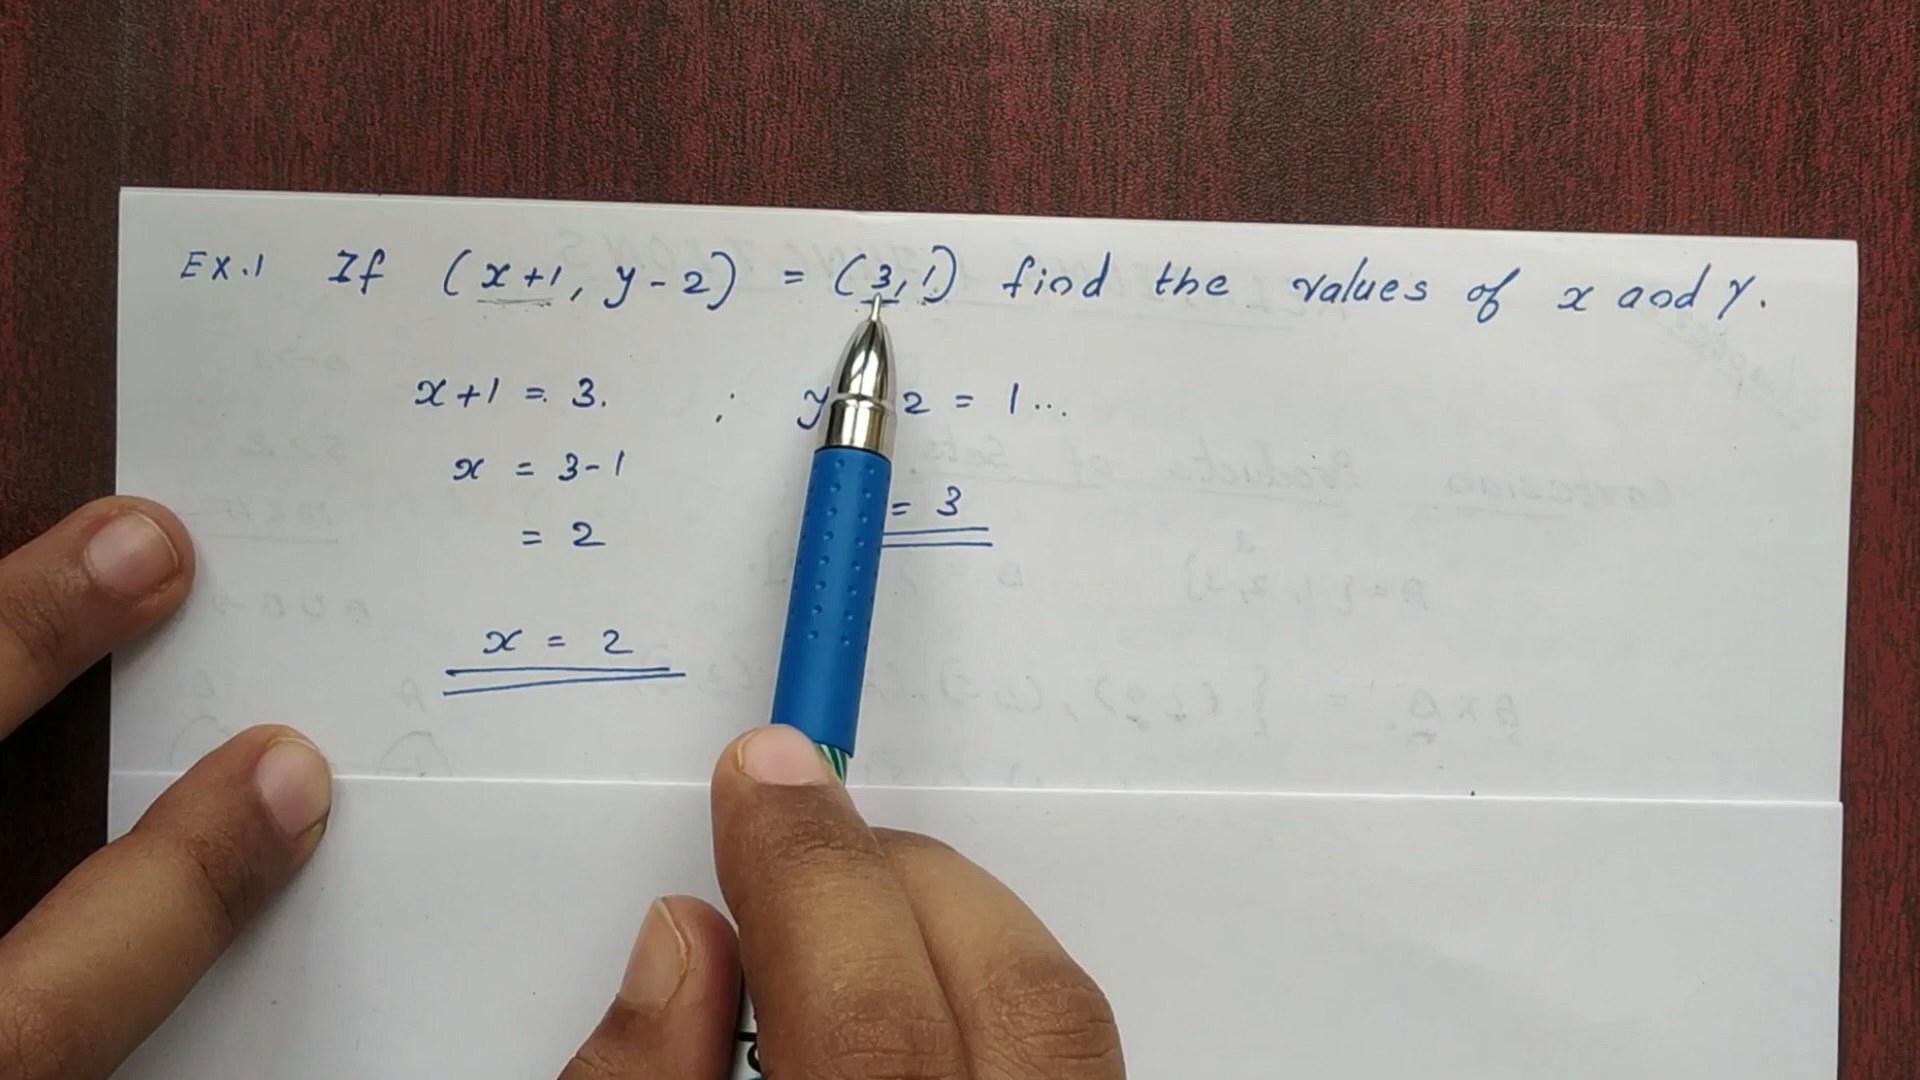 Ex.1 If (x+1, y-2) = (3,1) find the values of x and y.
x+1 = 3. ; y 2 = 1...
x = 3-1
= 3
= 2
x = 2